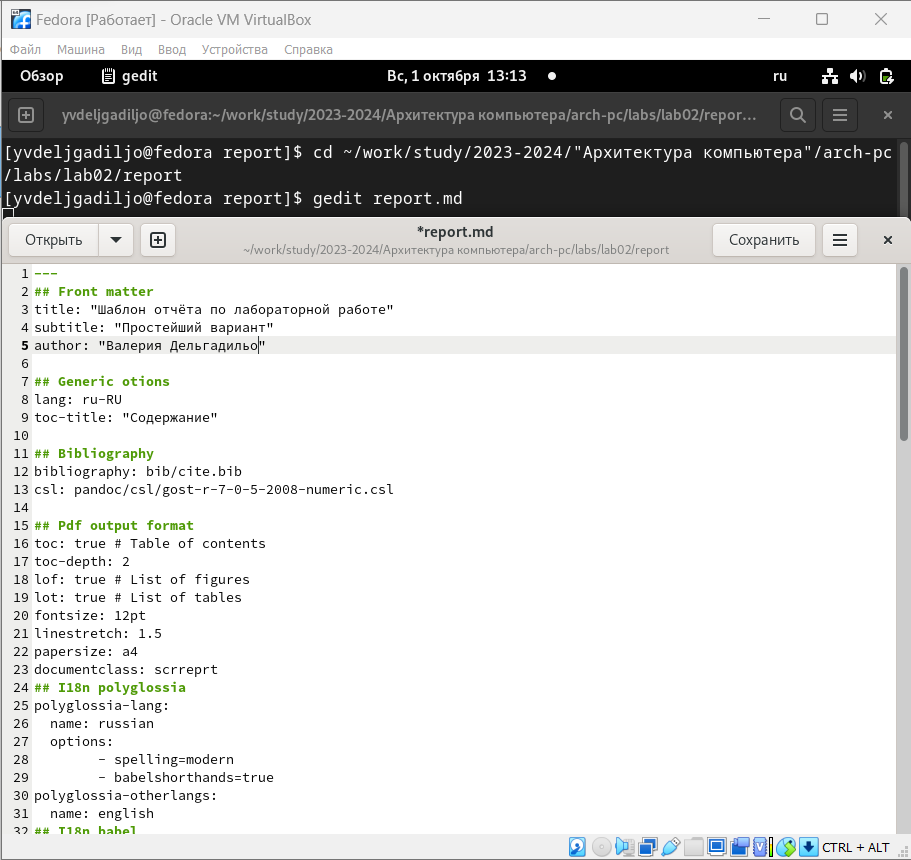 Fedora [Работает] - Oracle VM VirtualBox
Файл Машина Вид Ввод Устройства Справка
Обзор gedit Вс, 1 октября 13:13 ru
yvdeljgadiljo@fedora:~/work/study/2023-2024/Архитектура компьютера/arch-pc/labs/lab02/repor...
[yvdeljgadiljo@fedora report]$ cd ~/work/study/2023-2024/"Архитектура компьютера"/arch-pc
/labs/lab02/report
[yvdeljgadiljo@fedora report]$ gedit report.md
Открыть
*report.md
~/work/study/2023-2024/Архитектура компьютера/arch-pc/labs/lab02/report
Сохранить
1 ---
2 ## Front matter
3 title: "Шаблон отчёта по лабораторной работе"
4 subtitle: "Простейший вариант"
5 author: "Валерия Дельгадильо"
6
7 ## Generic otions
8 lang: ru-RU
9 toc-title: "Содержание"
10
11 ## Bibliography
12 bibliography: bib/cite.bib
13 csl: pandoc/csl/gost-r-7-0-5-2008-numeric.csl
14
15 ## Pdf output format
16 toc: true # Table of contents
17 toc-depth: 2
18 lof: true # List of figures
19 lot: true # List of tables
20 fontsize: 12pt
21 linestretch: 1.5
22 papersize: a4
23 documentclass: scrreprt
24 ## I18n polyglossia
25 polyglossia-lang:
26   name: russian
27   options:
28         - spelling=modern
29         - babelshorthands=true
30 polyglossia-otherlangs:
31   name: english
32 ## I18n babel
CTRL + ALT